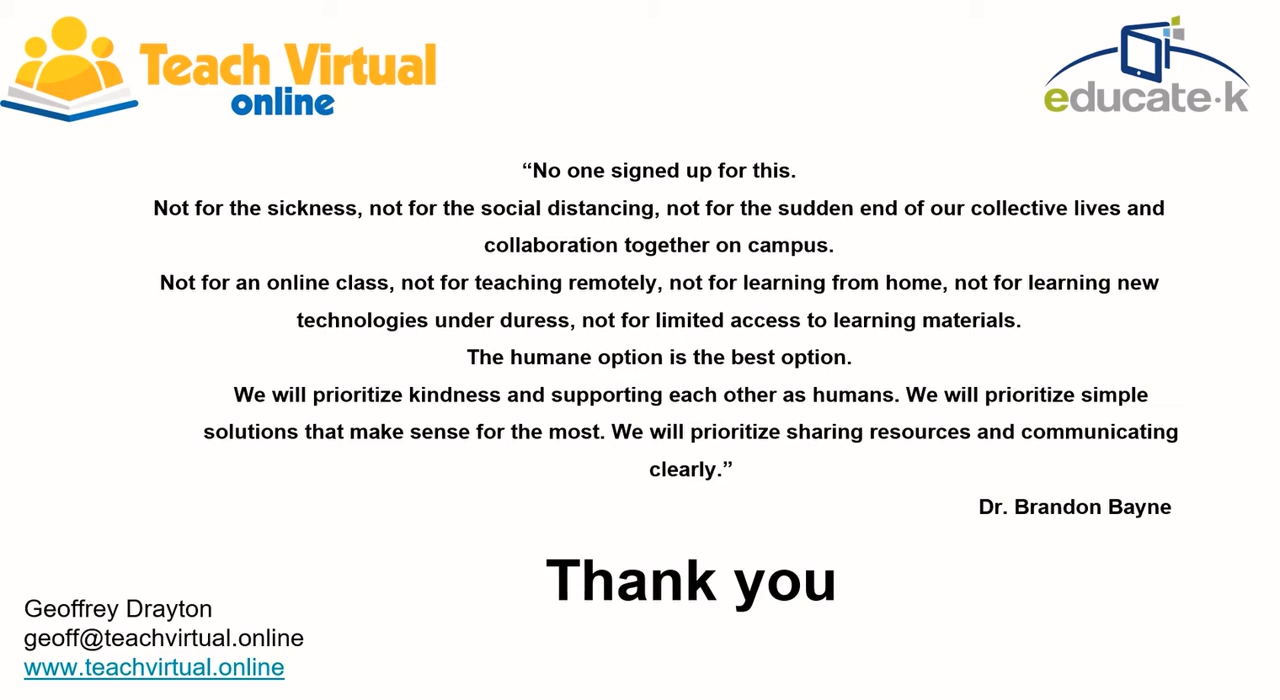 Teach Virtual
online
educate·k
“No one signed up for this.
Not for the sickness, not for the social distancing, not for the sudden end of our collective lives and
collaboration together on campus.
Not for an online class, not for teaching remotely, not for learning from home, not for learning new
technologies under duress, not for limited access to learning materials.
The humane option is the best option.
We will prioritize kindness and supporting each other as humans. We will prioritize simple
solutions that make sense for the most. We will prioritize sharing resources and communicating
clearly.”
Dr. Brandon Bayne
Thank you
Geoffrey Drayton
geoff@teachvirtual.online
www.teachvirtual.online